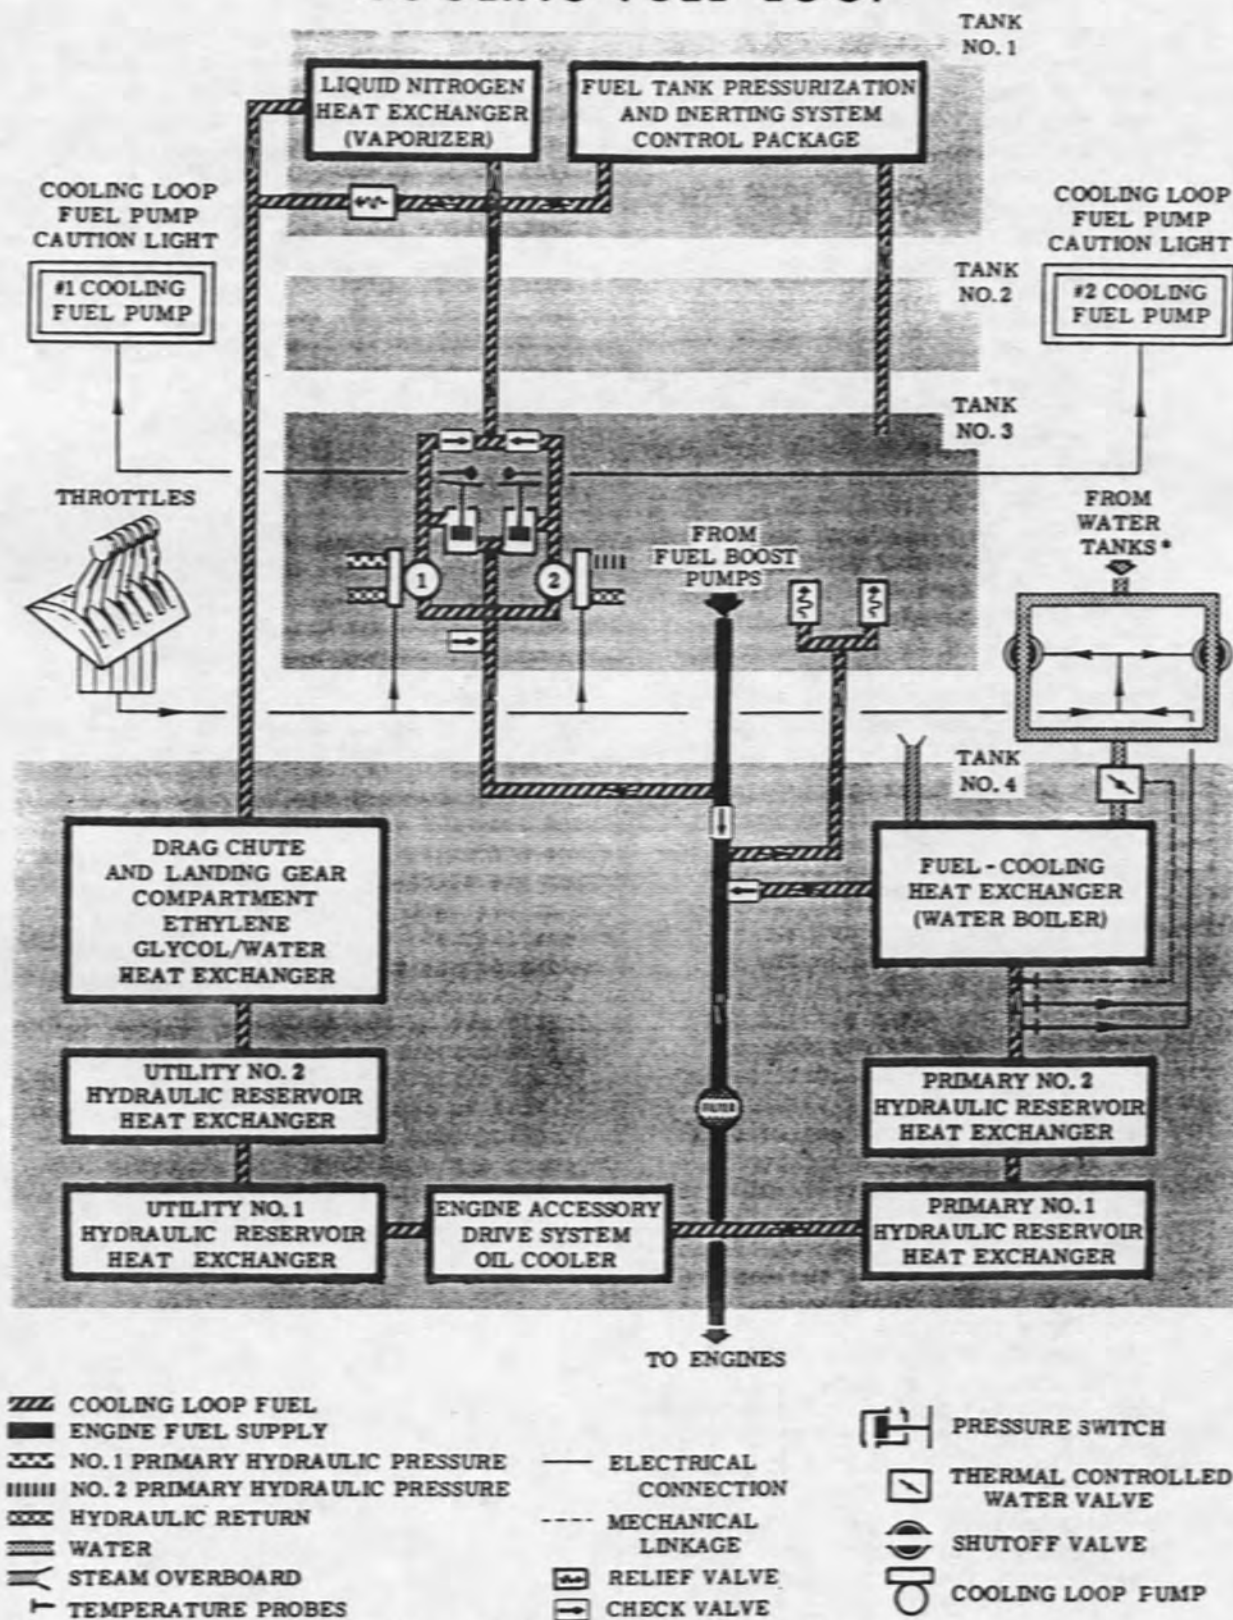 TANK
NO. 1
LIQUID NITROGEN
HEAT EXCHANGER
(VAPORIZER)
FUEL TANK PRESSURIZATION
AND INERTING SYSTEM
CONTROL PACKAGE
COOLING LOOP
FUEL PUMP
CAUTION LIGHT
#1 COOLING
FUEL PUMP
COOLING LOOP
FUEL PUMP
CAUTION LIGHT
#2 COOLING
FUEL PUMP
TANK
NO. 2
TANK
NO. 3
THROTTLES
1
2
FROM
FUEL BOOST
PUMPS
FROM
WATER
TANKS*
TANK
NO. 4
DRAG CHUTE
AND LANDING GEAR
COMPARTMENT
ETHYLENE
GLYCOL/WATER
HEAT EXCHANGER
FUEL-COOLING
HEAT EXCHANGER
(WATER BOILER)
UTILITY NO. 2
HYDRAULIC RESERVOIR
HEAT EXCHANGER
FILTER
PRIMARY NO. 2
HYDRAULIC RESERVOIR
HEAT EXCHANGER
UTILITY NO. 1
HYDRAULIC RESERVOIR
HEAT EXCHANGER
ENGINE ACCESSORY
DRIVE SYSTEM
OIL COOLER
PRIMARY NO. 1
HYDRAULIC RESERVOIR
HEAT EXCHANGER
TO ENGINES
COOLING LOOP FUEL
ENGINE FUEL SUPPLY
NO. 1 PRIMARY HYDRAULIC PRESSURE
NO. 2 PRIMARY HYDRAULIC PRESSURE
HYDRAULIC RETURN
WATER
STEAM OVERBOARD
TEMPERATURE PROBES
ELECTRICAL
CONNECTION
MECHANICAL
LINKAGE
RELIEF VALVE
CHECK VALVE
PRESSURE SWITCH
THERMAL CONTROLLED
WATER VALVE
SHUTOFF VALVE
COOLING LOOP PUMP